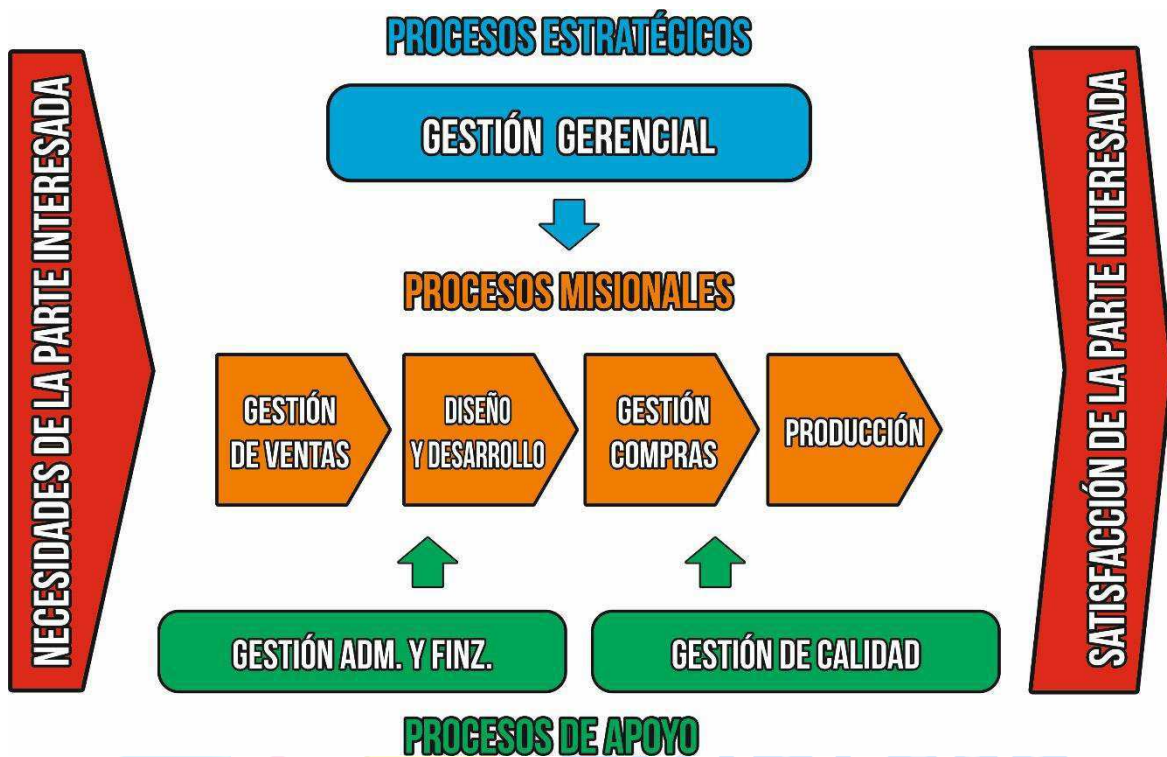 PROCESOS ESTRATÉGICOS
GESTIÓN GERENCIAL
NECESIDADES DE LA PARTE INTERESADA
PROCESOS MISIONALES
GESTIÓN
DE VENTAS
DISEÑO
Y DESARROLLO
GESTIÓN
COMPRAS
PRODUCCIÓN
SATISFACCIÓN DE LA PARTE INTERESADA
GESTIÓN ADM. Y FINZ.
GESTIÓN DE CALIDAD
PROCESOS DE APOYO